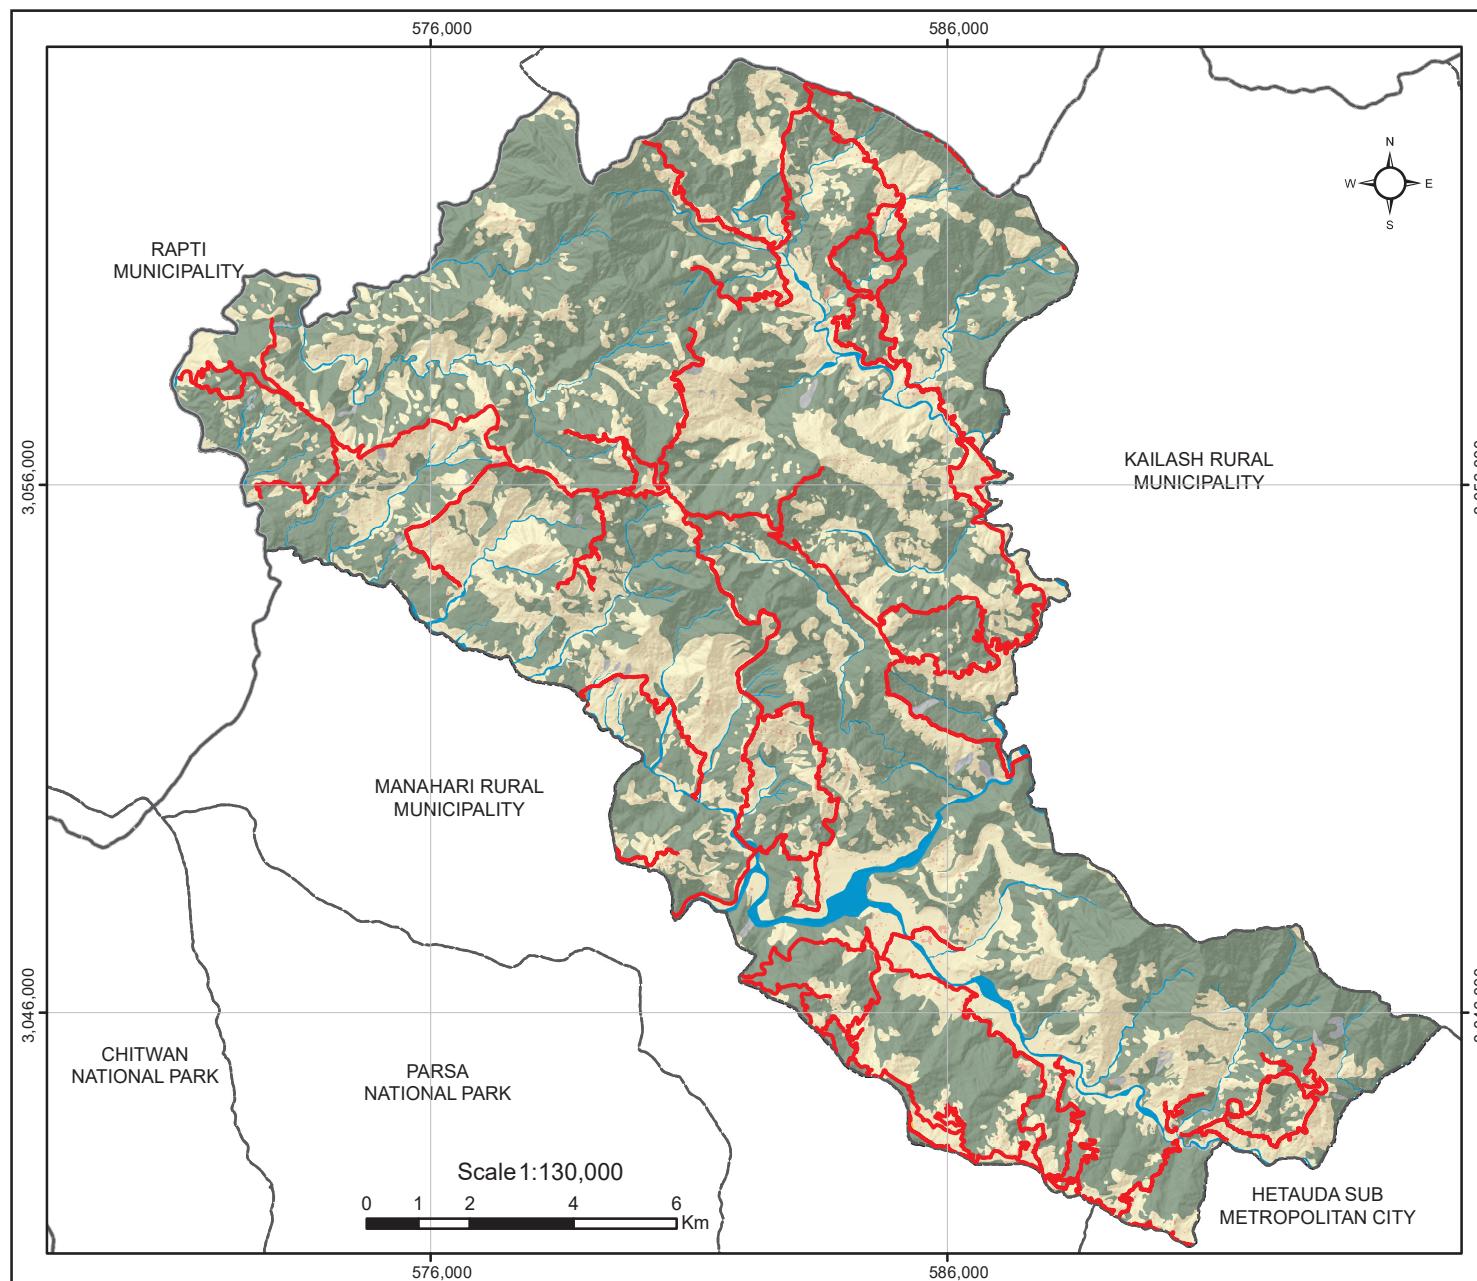 576,000
586,000
N
W
E
S
RAPTI
MUNICIPALITY
KAILASH RURAL
MUNICIPALITY
3,056,000
MANAHARI RURAL
MUNICIPALITY
3,046,000
CHITWAN
NATIONAL PARK
PARSA
NATIONAL PARK
Scale 1:130,000
0 1 2 4 6
Km
HETAUDA SUB
METROPOLITAN CITY
576,000
586,000